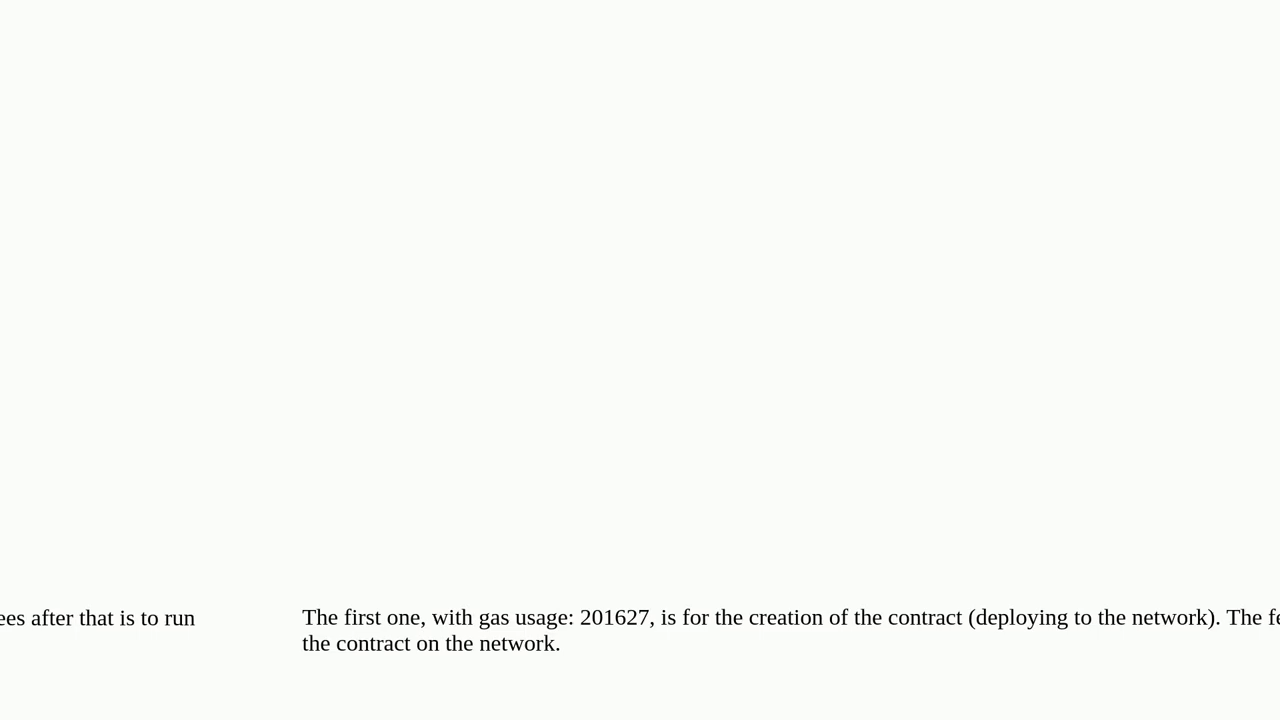 ees after that is to run
The first one, with gas usage: 201627, is for the creation of the contract (deploying to the network). The fe
the contract on the network.